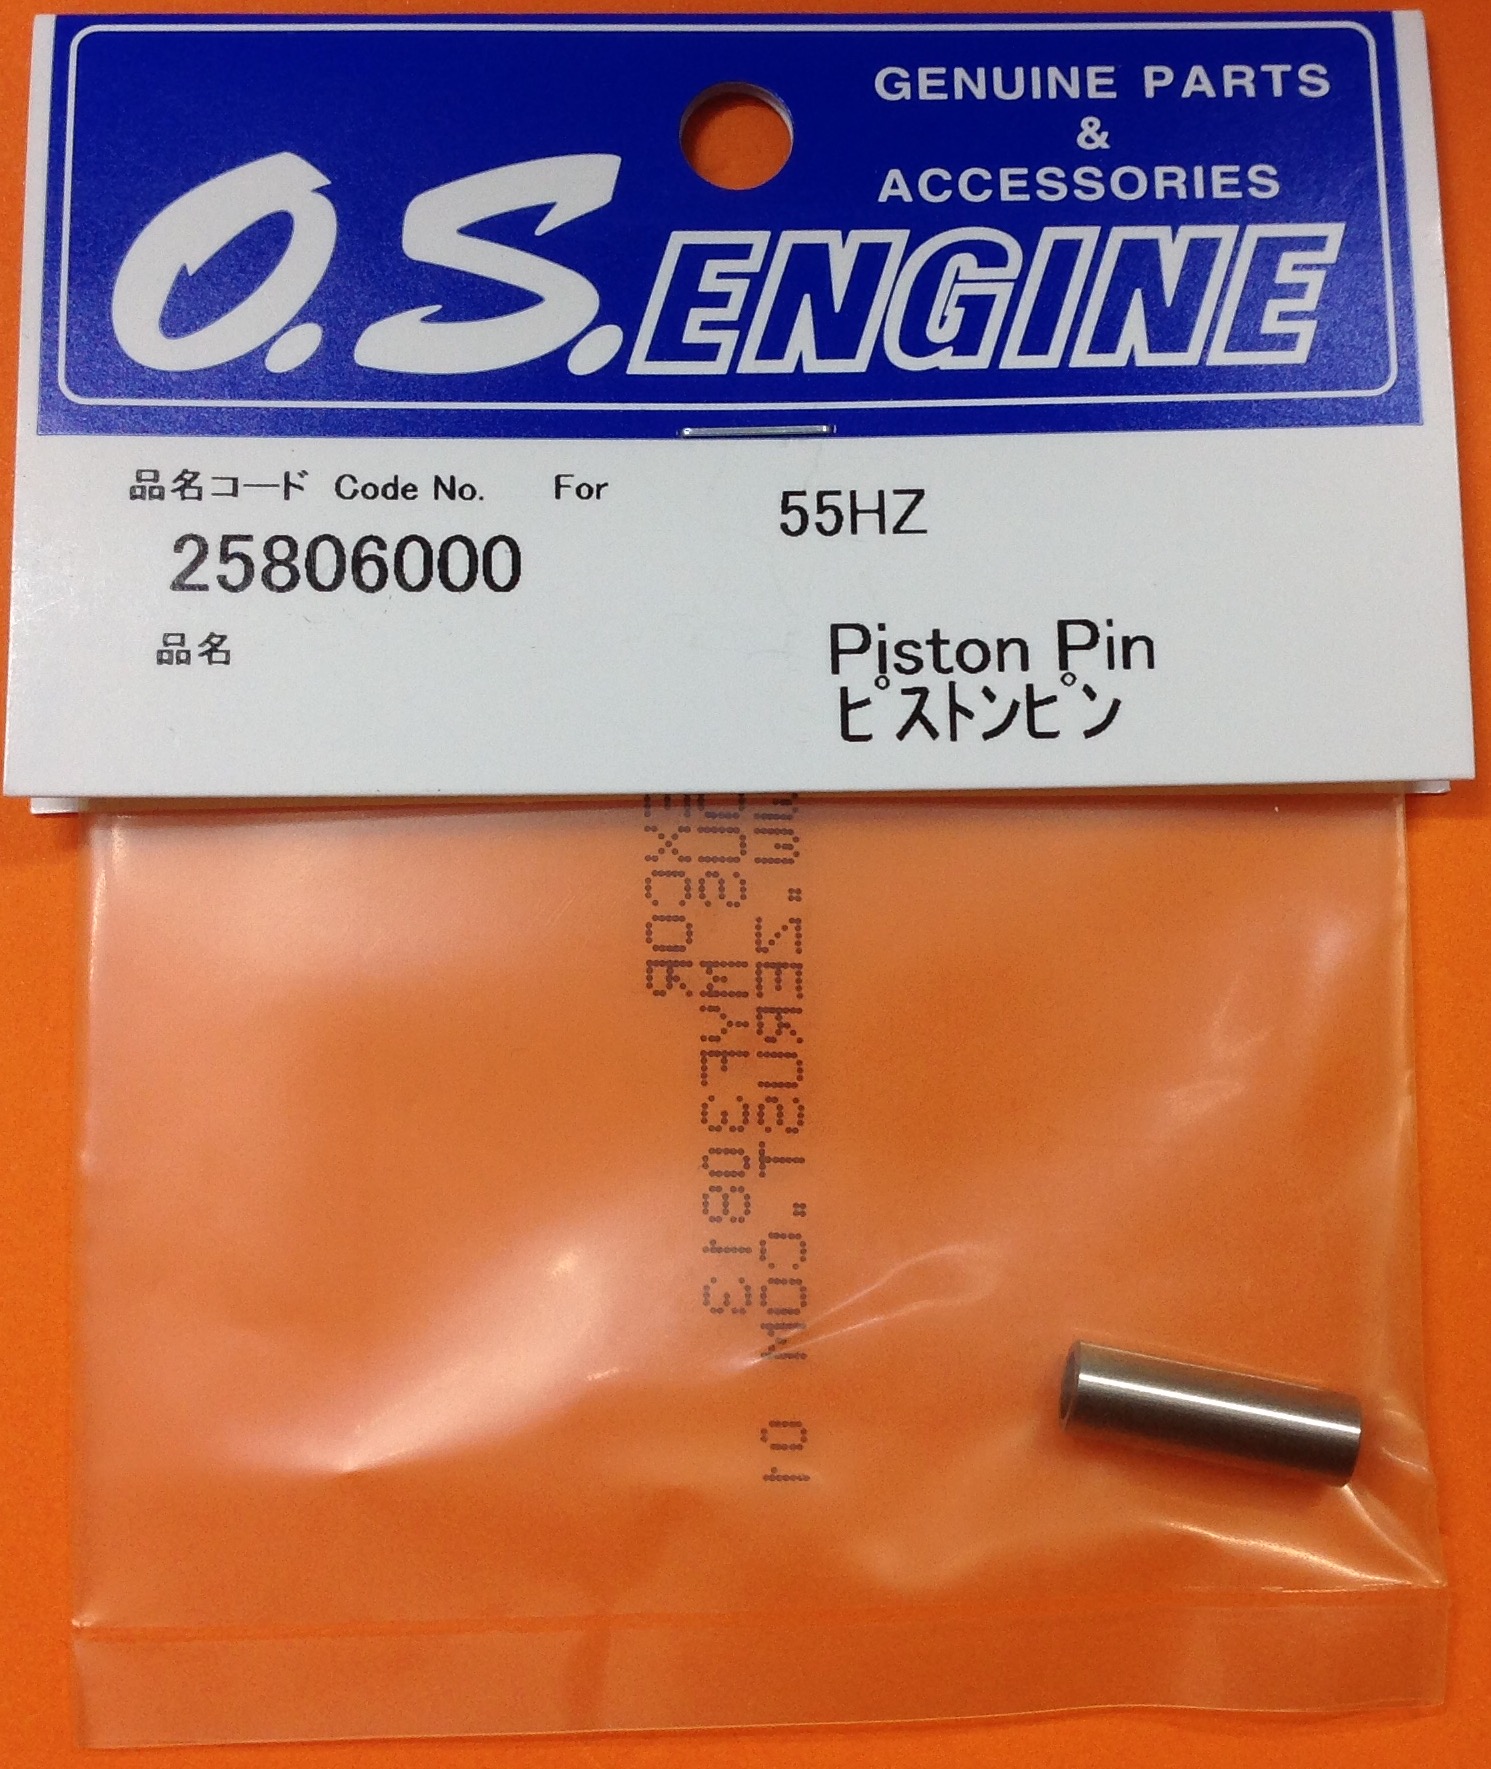 GENUINE PARTS
&
ACCESSORIES
O.S.ENGINE
品名コード Code No. For
55HZ
25806000
品名
Piston Pin
ピストンピン